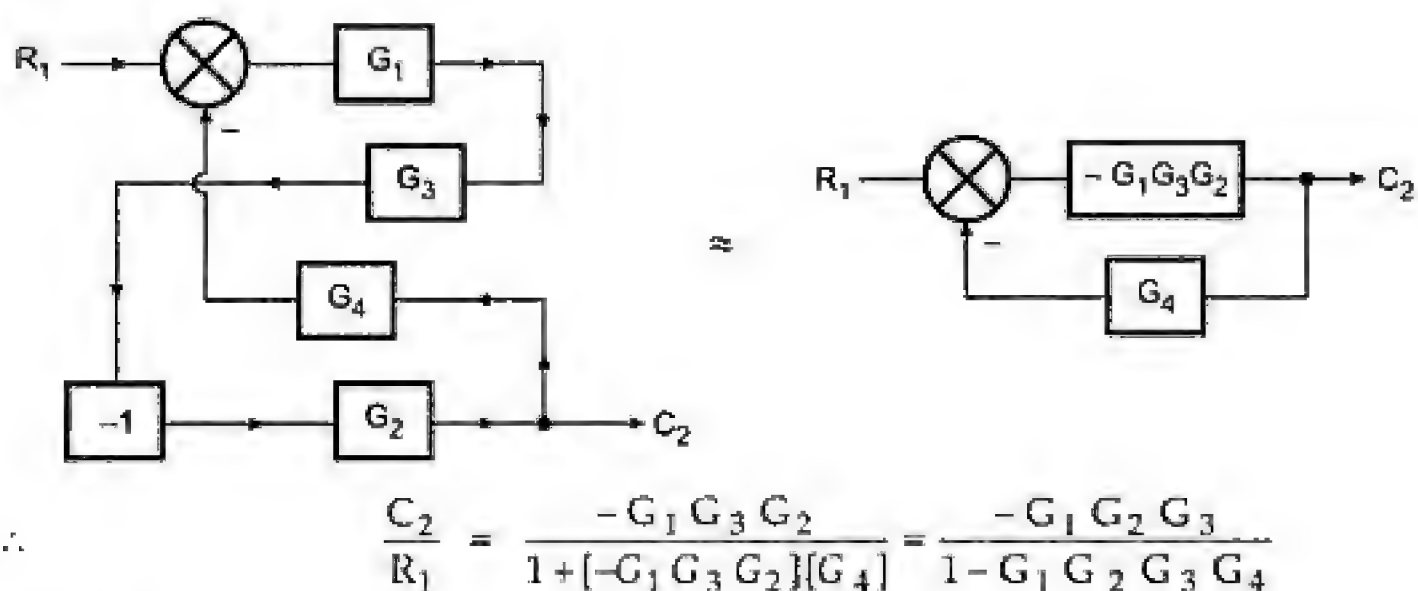 R₁
G₁
G₃
G₄
−1
G₂
C₂
−
≈
R₁
− G₁G₃G₂
C₂
−
G₄
∴ C₂/R₁ = − G₁ G₃ G₂ / 1 + [−G₁ G₃ G₂][G₄] = − G₁ G₂ G₃ / 1 − G₁ G₂ G₃ G₄